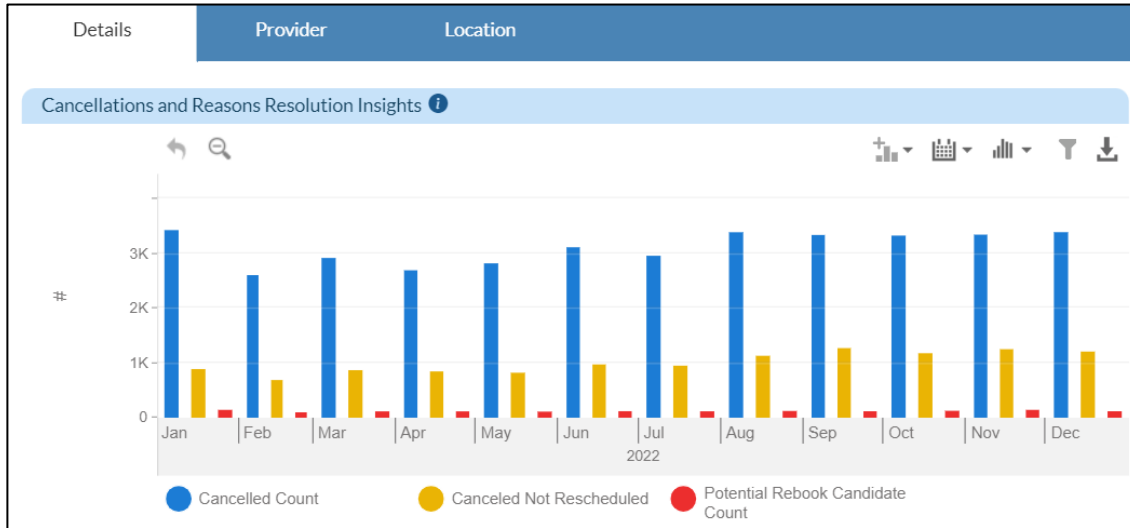 Details Provider Location
Cancellations and Reasons Resolution Insights i
3K
#
2K
1K
0
Jan Feb Mar Apr May Jun Jul Aug Sep Oct Nov Dec
2022
Cancelled Count Canceled Not Rescheduled Potential Rebook Candidate
Count